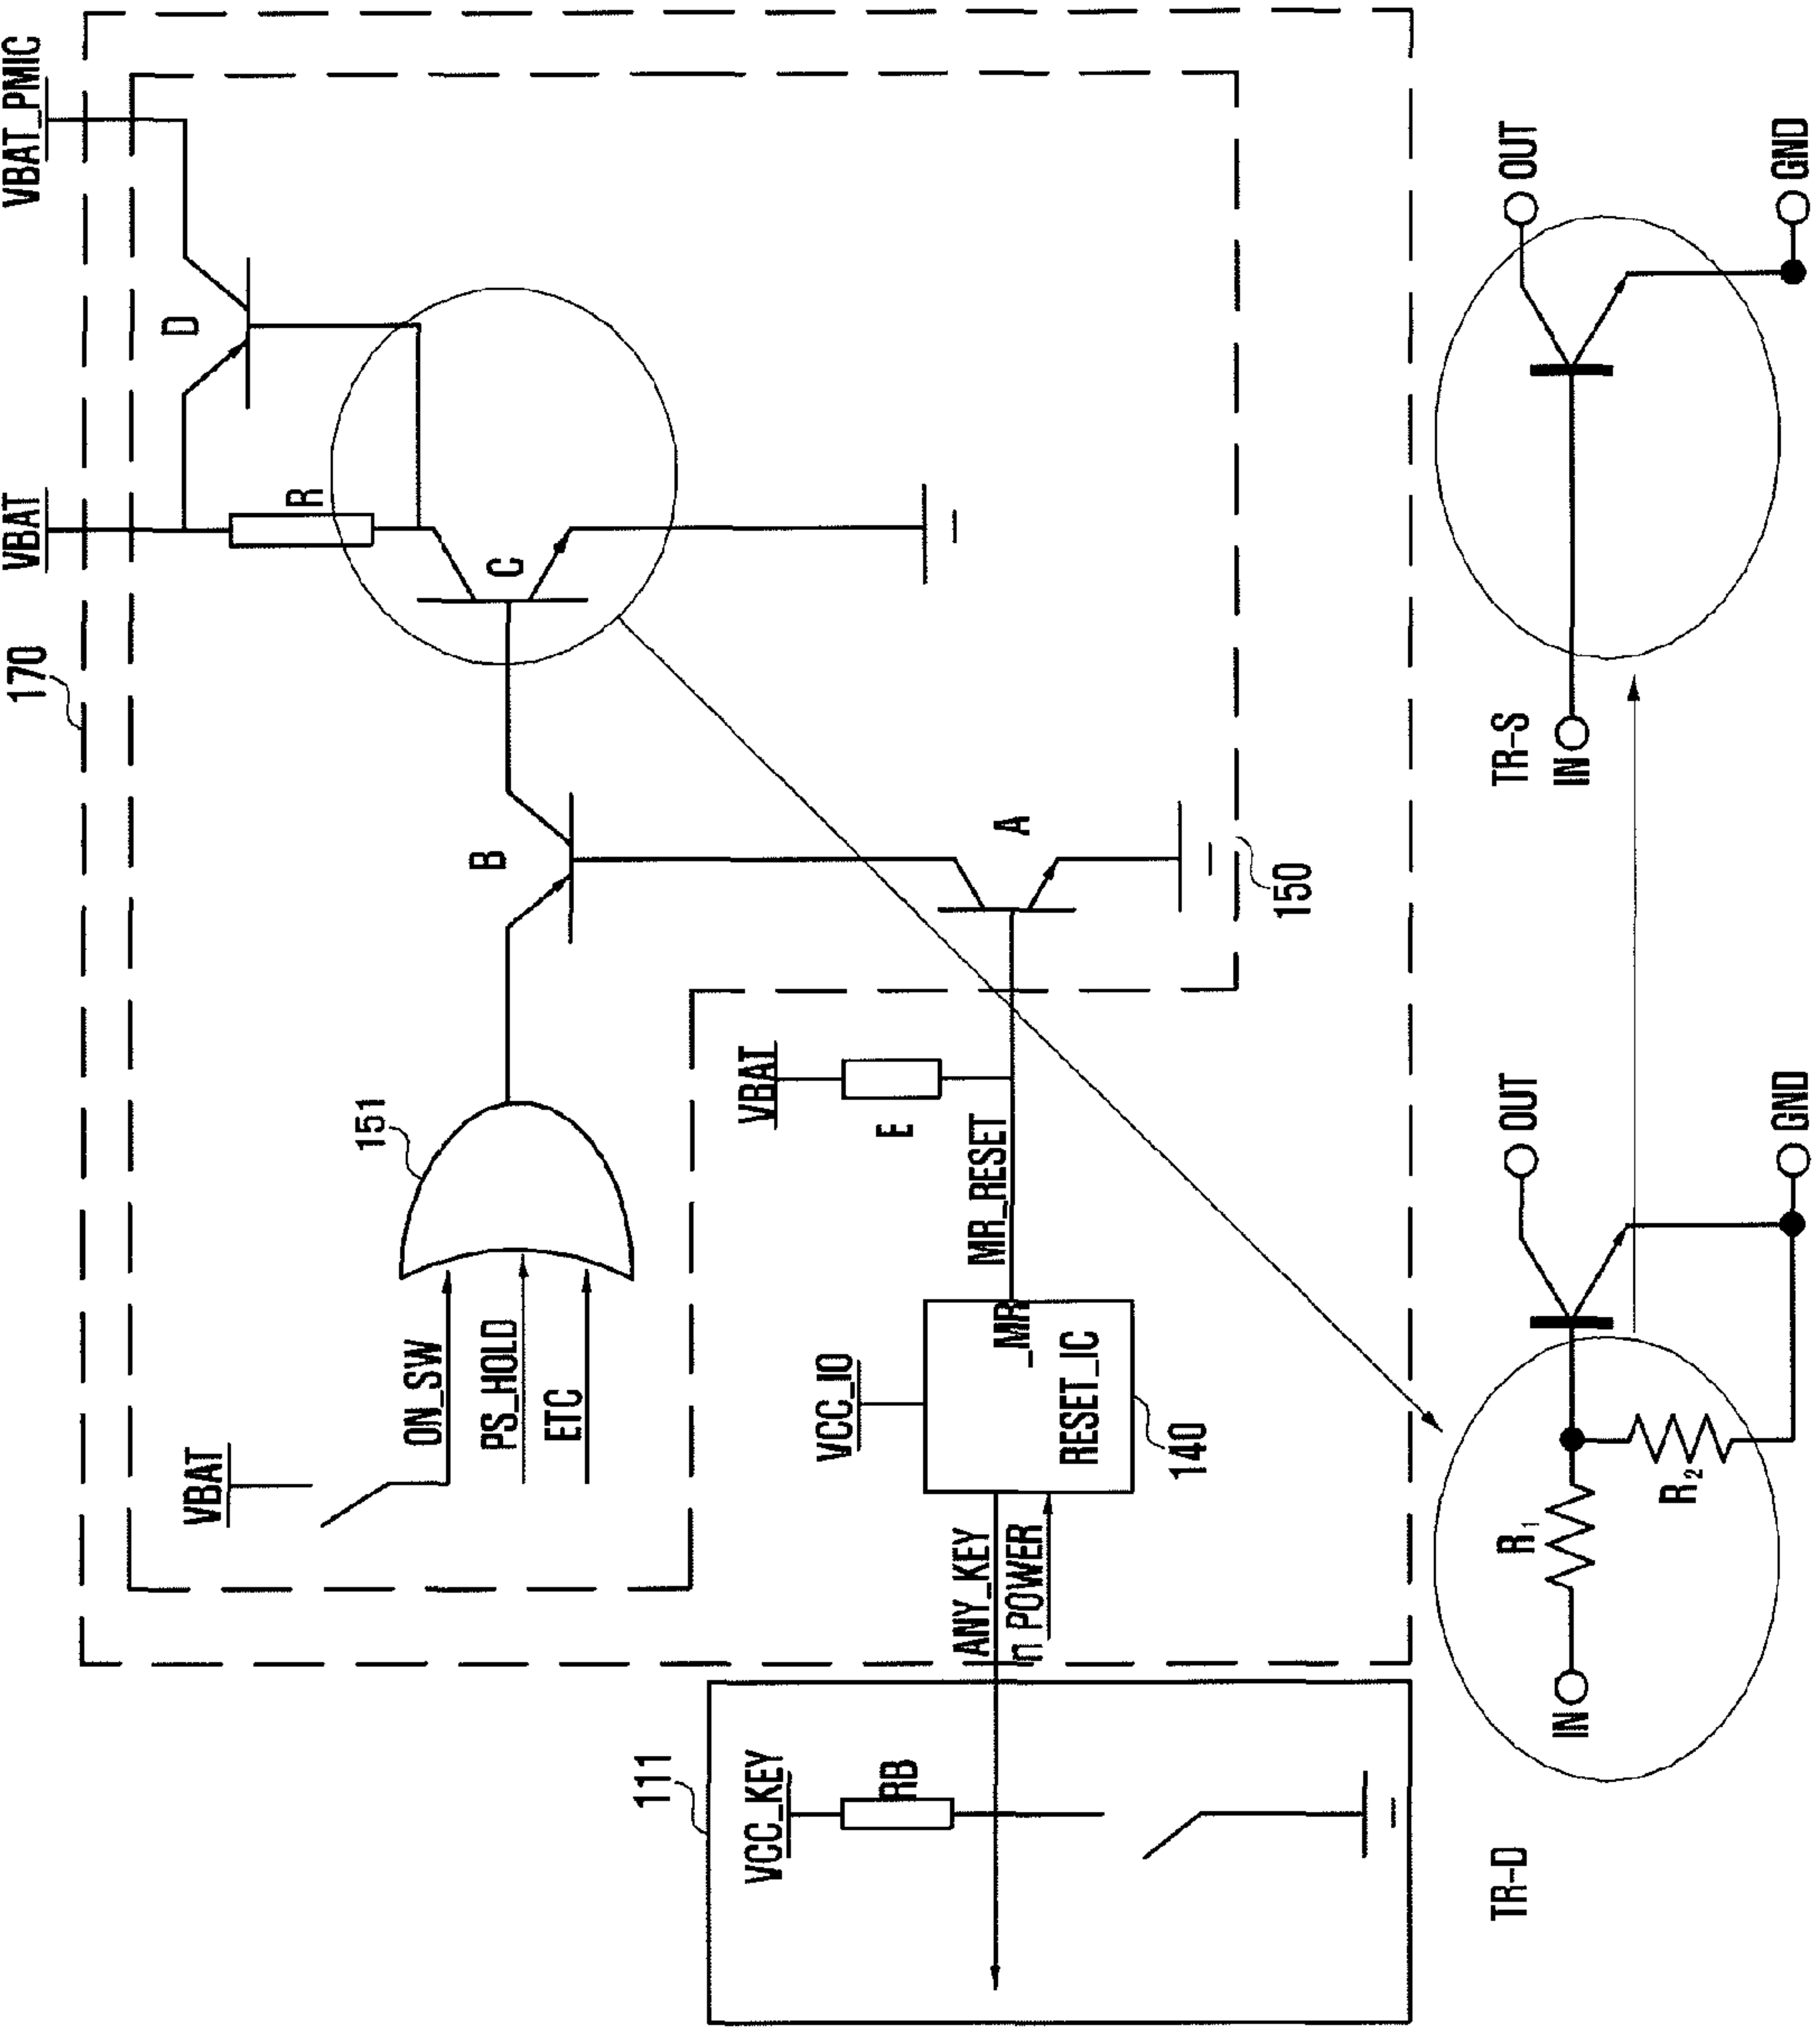 170
VBAT
VBAT_PMIC
D
R
C
B
151
VBAT
ON_SW
PS_HOLD
ETC
A
150
VBAT
E
MR_RESET
VCC_IO
_MR
RESET_IC
140
ANY_KEY
n POWER
111
VCC_KEY
RB
TR-D
IN
R1
R2
OUT
GND
TR-S
IN
OUT
GND